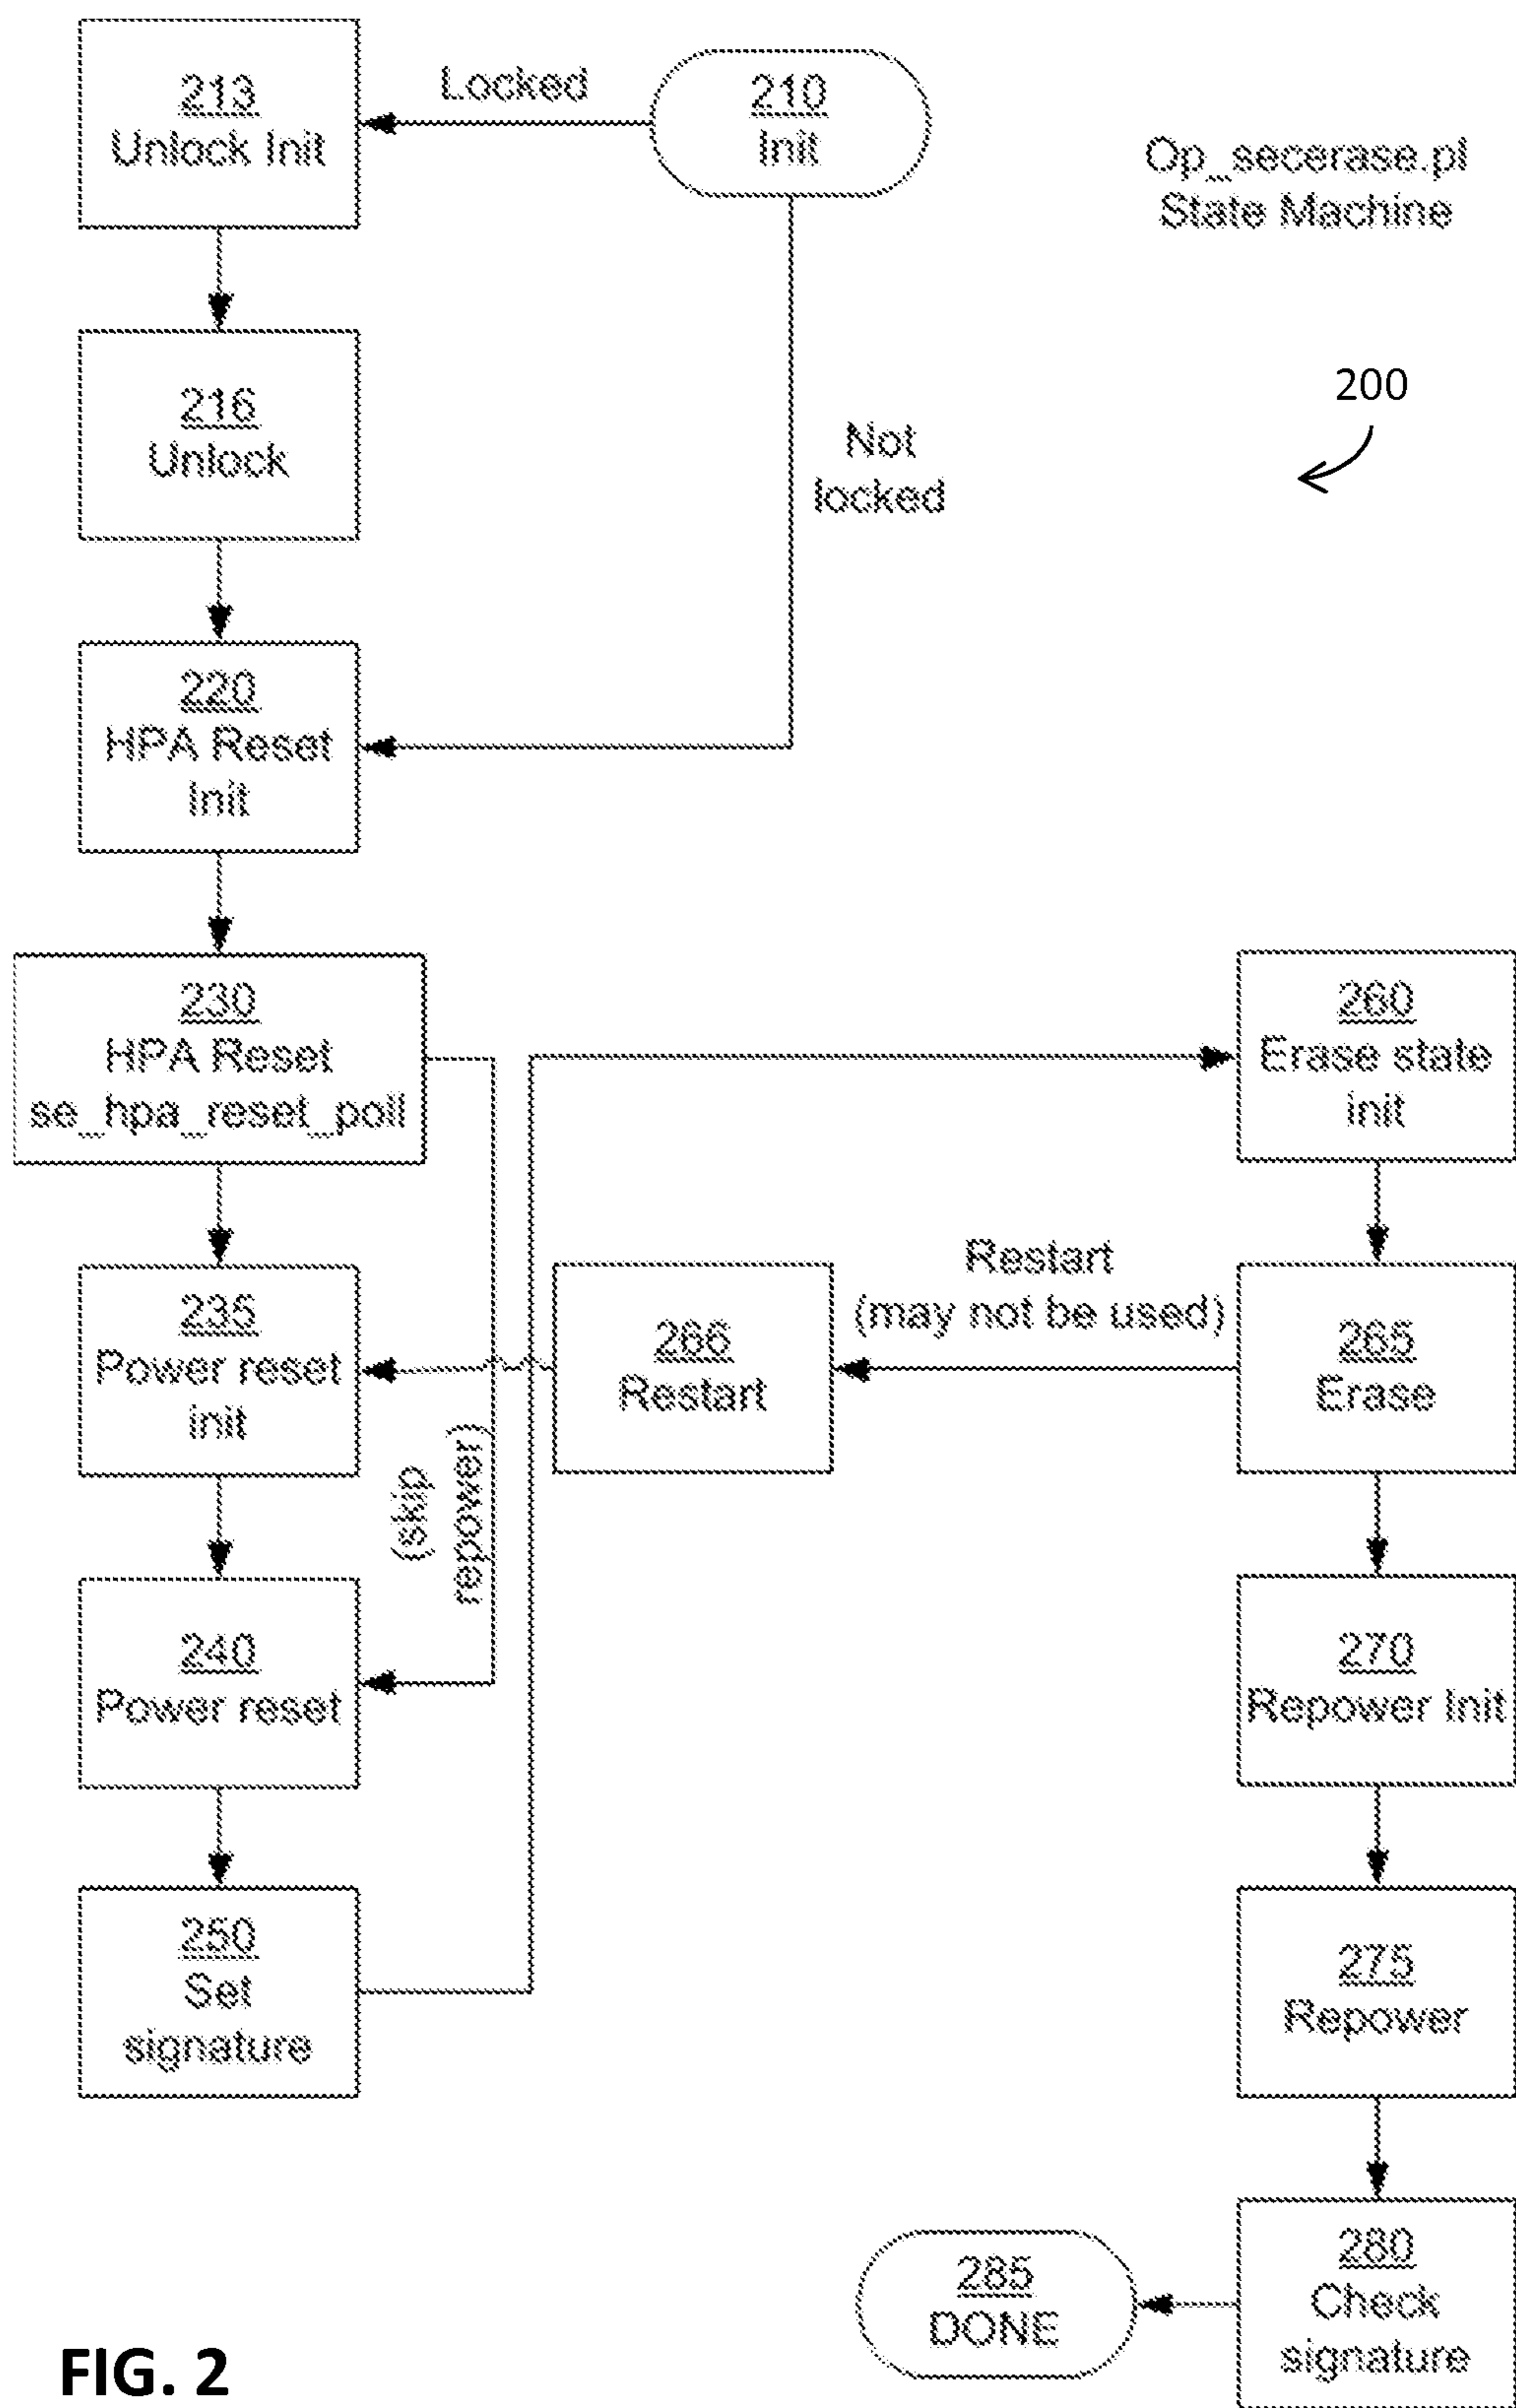 213
Unlock Init
Locked
210
Init
Op_secerase.pl
State Machine
216
Unlock
Not
locked
200
220
HPA Reset
Init
230
HPA Reset
se_hpa_reset_poll
260
Erase state
init
235
Power reset
init
266
Restart
Restart
(may not be used)
265
Erase
(skip
repower)
240
Power reset
270
Repower Init
250
Set
signature
275
Repower
285
DONE
280
Check
signature
FIG. 2